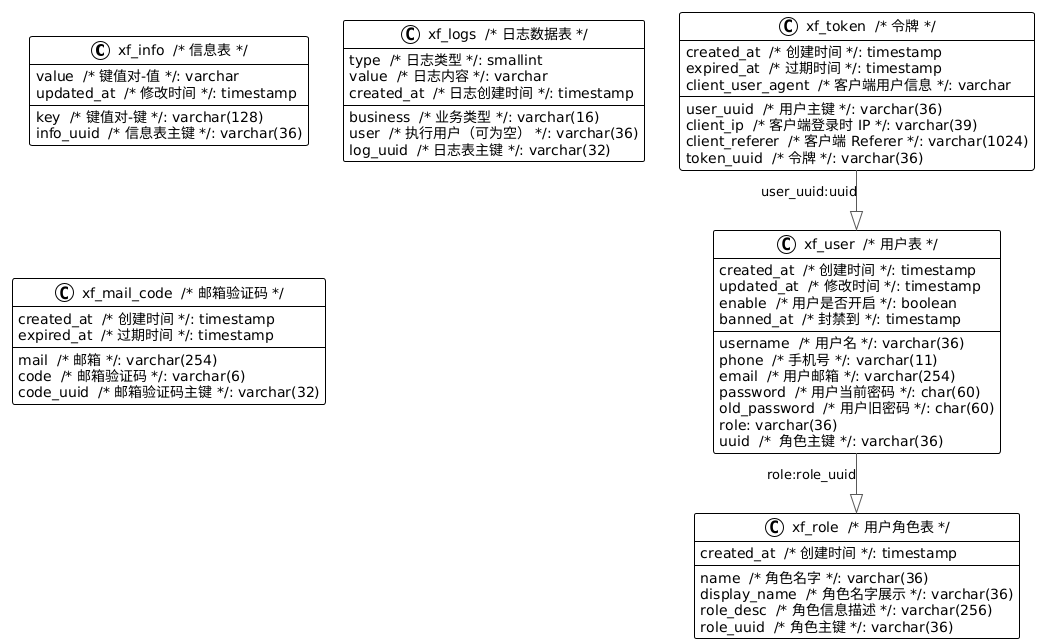 C xf_info /* 信息表 */
value /* 键值对-值 */: varchar
updated_at /* 修改时间 */: timestamp
key /* 键值对-键 */: varchar(128)
info_uuid /* 信息表主键 */: varchar(36)
C xf_logs /* 日志数据表 */
type /* 日志类型 */: smallint
value /* 日志内容 */: varchar
created_at /* 日志创建时间 */: timestamp
business /* 业务类型 */: varchar(16)
user /* 执行用户（可为空） */: varchar(36)
log_uuid /* 日志表主键 */: varchar(32)
C xf_token /* 令牌 */
created_at /* 创建时间 */: timestamp
expired_at /* 过期时间 */: timestamp
client_user_agent /* 客户端用户信息 */: varchar
user_uuid /* 用户主键 */: varchar(36)
client_ip /* 客户端登录时 IP */: varchar(39)
client_referer /* 客户端 Referer */: varchar(1024)
token_uuid /* 令牌 */: varchar(36)
user_uuid:uuid
C xf_mail_code /* 邮箱验证码 */
created_at /* 创建时间 */: timestamp
expired_at /* 过期时间 */: timestamp
mail /* 邮箱 */: varchar(254)
code /* 邮箱验证码 */: varchar(6)
code_uuid /* 邮箱验证码主键 */: varchar(32)
C xf_user /* 用户表 */
created_at /* 创建时间 */: timestamp
updated_at /* 修改时间 */: timestamp
enable /* 用户是否开启 */: boolean
banned_at /* 封禁到 */: timestamp
username /* 用户名 */: varchar(36)
phone /* 手机号 */: varchar(11)
email /* 用户邮箱 */: varchar(254)
password /* 用户当前密码 */: char(60)
old_password /* 用户旧密码 */: char(60)
role: varchar(36)
uuid /* 角色主键 */: varchar(36)
role:role_uuid
C xf_role /* 用户角色表 */
created_at /* 创建时间 */: timestamp
name /* 角色名字 */: varchar(36)
display_name /* 角色名字展示 */: varchar(36)
role_desc /* 角色信息描述 */: varchar(256)
role_uuid /* 角色主键 */: varchar(36)